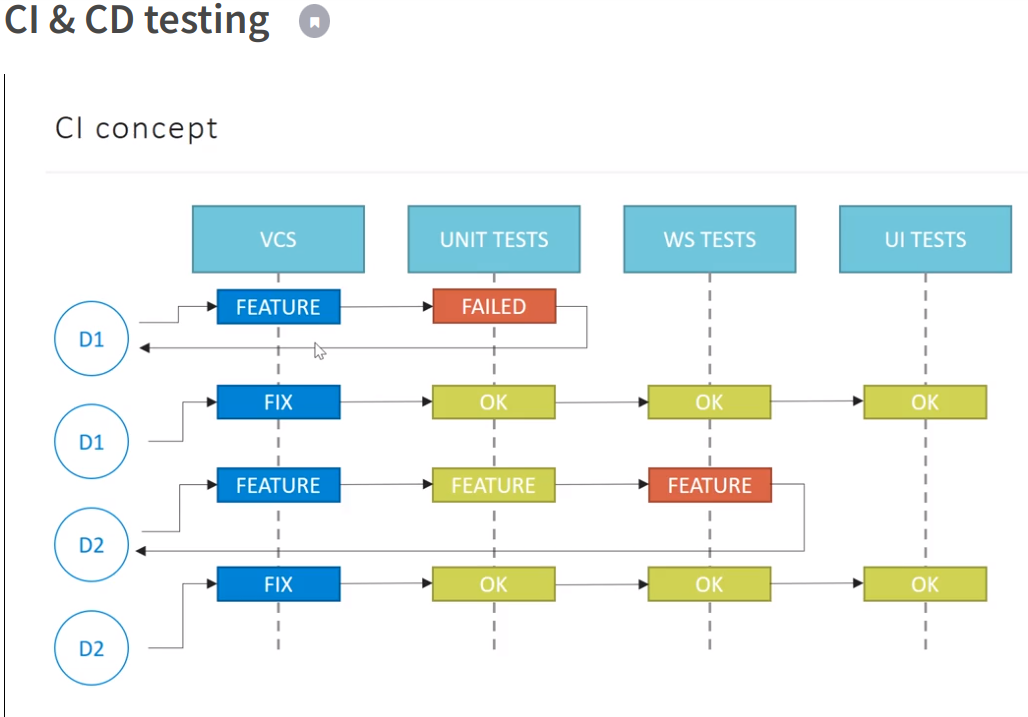 CI & CD testing
CI concept
VCS UNIT TESTS WS TESTS UI TESTS
D1 FEATURE FAILED
D1 FIX OK OK OK
D2 FEATURE FEATURE FEATURE
D2 FIX OK OK OK